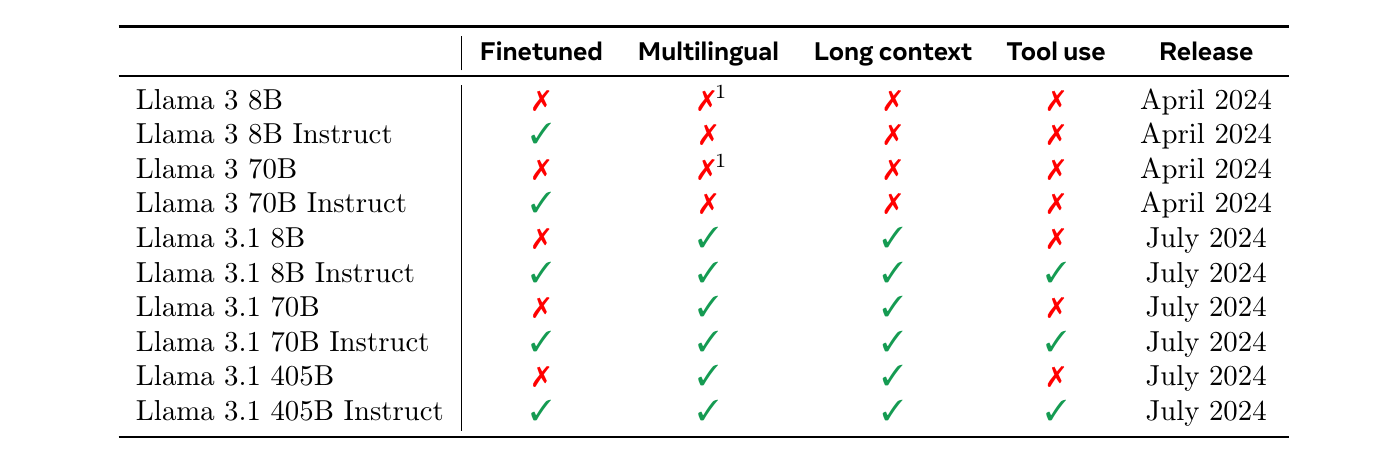 Finetuned Multilingual Long context Tool use Release
Llama 3 8B ✗ ✗¹ ✗ ✗ April 2024
Llama 3 8B Instruct ✓ ✗ ✗ ✗ April 2024
Llama 3 70B ✗ ✗¹ ✗ ✗ April 2024
Llama 3 70B Instruct ✓ ✗ ✗ ✗ April 2024
Llama 3.1 8B ✗ ✓ ✓ ✗ July 2024
Llama 3.1 8B Instruct ✓ ✓ ✓ ✓ July 2024
Llama 3.1 70B ✗ ✓ ✓ ✗ July 2024
Llama 3.1 70B Instruct ✓ ✓ ✓ ✓ July 2024
Llama 3.1 405B ✗ ✓ ✓ ✗ July 2024
Llama 3.1 405B Instruct ✓ ✓ ✓ ✓ July 2024